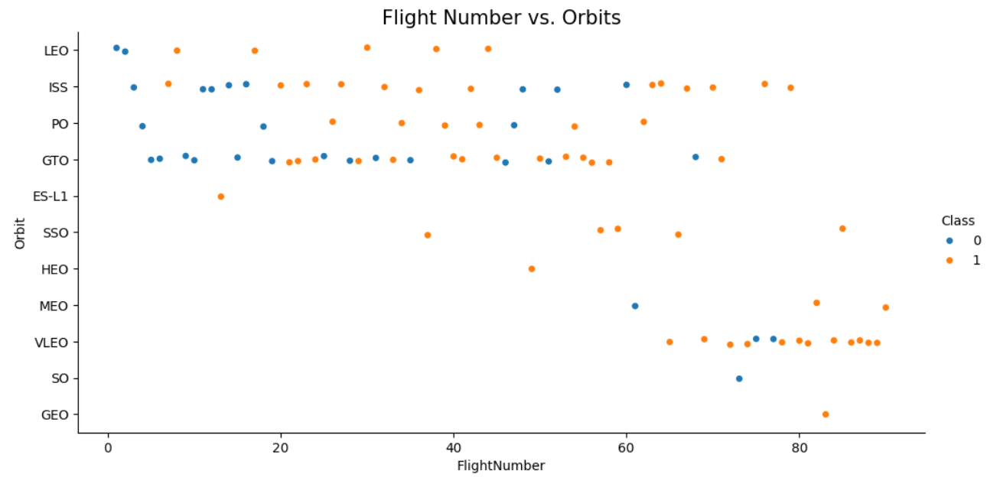 Flight Number vs. Orbits
LEO
ISS
PO
GTO
ES-L1
SSO
HEO
MEO
VLEO
SO
GEO
Orbit
0
20
40
60
80
FlightNumber
Class
0
1